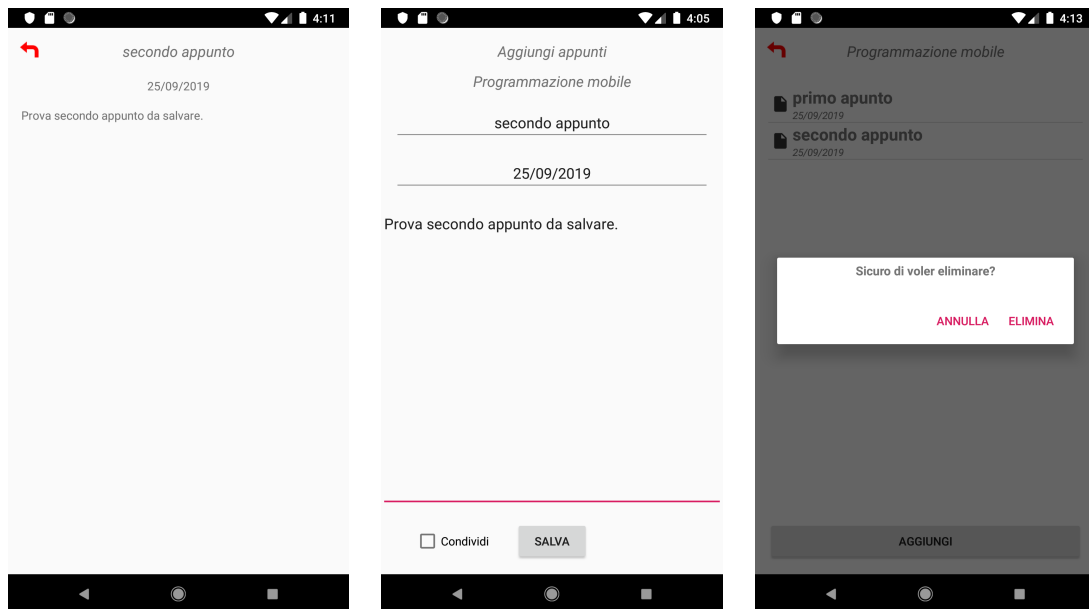 4:11
secondo appunto
25/09/2019
Prova secondo appunto da salvare.
4:05
Aggiungi appunti
Programmazione mobile
secondo appunto
25/09/2019
Prova secondo appunto da salvare.
Condividi
SALVA
4:13
Programmazione mobile
primo apunto
25/09/2019
secondo appunto
25/09/2019
Sicuro di voler eliminare?
ANNULLA ELIMINA
AGGIUNGI